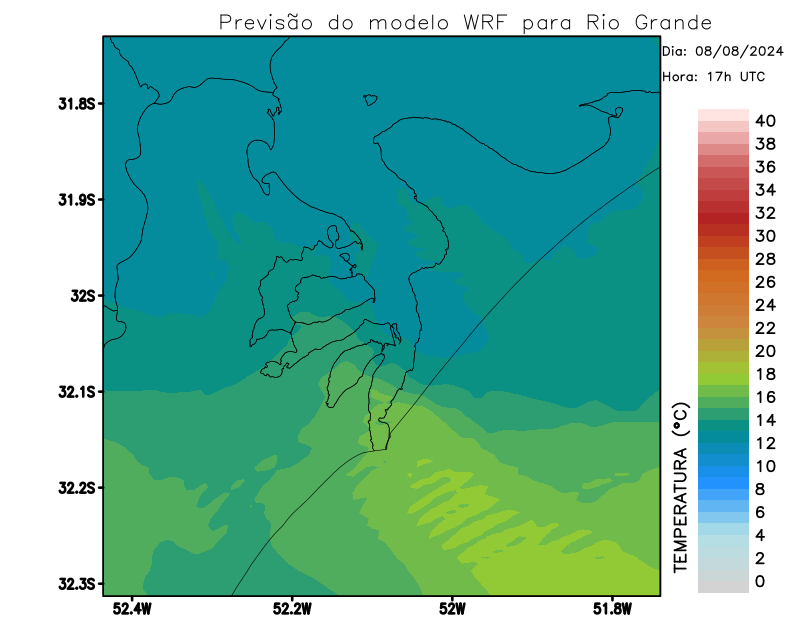 Previsão do modelo WRF para Rio Grande
Dia: 08/08/2024
Hora: 17h UTC
31.8S
31.9S
32S
32.1S
32.2S
32.3S
52.4W
52.2W
52W
51.8W
TEMPERATURA (°C)
40
38
36
34
32
30
28
26
24
22
20
18
16
14
12
10
8
6
4
2
0